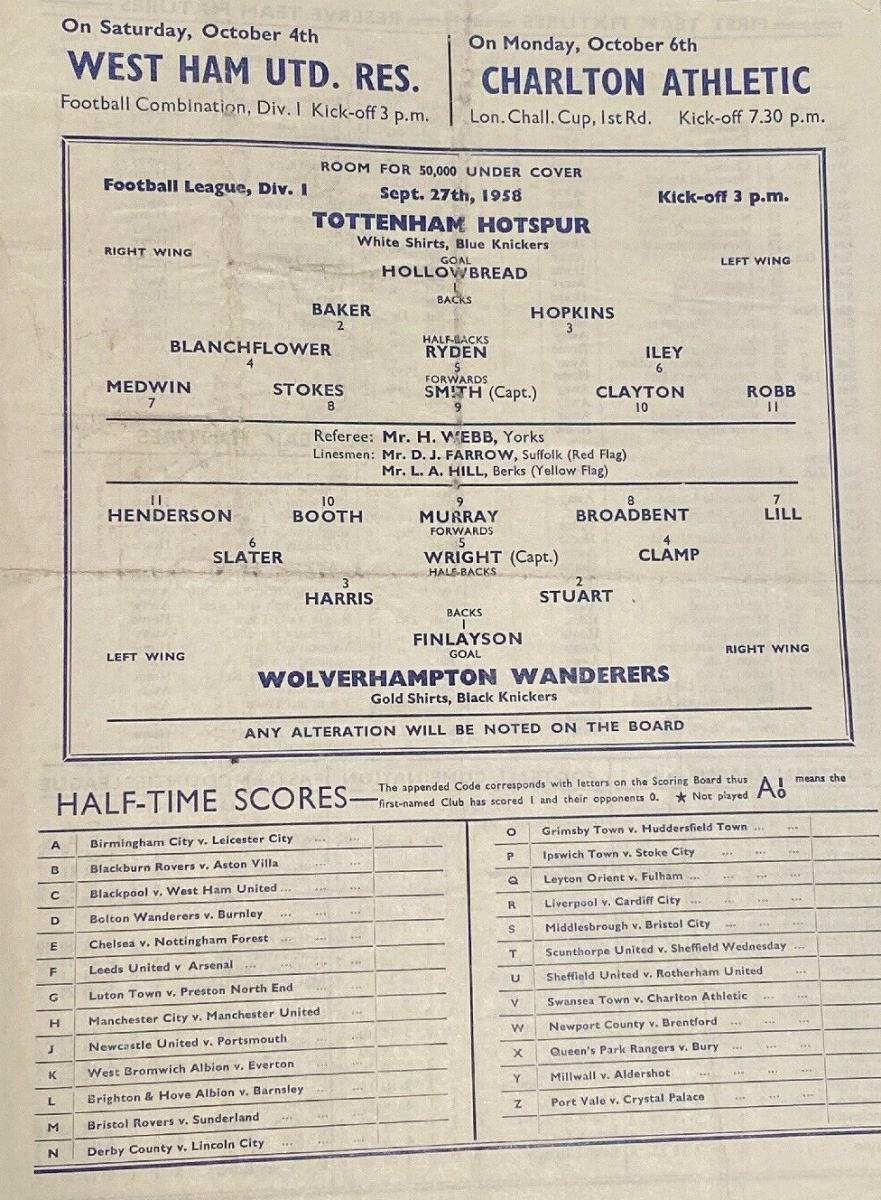 On Saturday, October 4th
WEST HAM UTD. RES.
Football Combination, Div. I Kick-off 3 p.m.
On Monday, October 6th
CHARLTON ATHLETIC
Lon. Chall. Cup, 1st Rd. Kick-off 7.30 p.m.
ROOM FOR 50,000 UNDER COVER
Football League, Div. I Sept. 27th, 1958 Kick-off 3 p.m.
TOTTENHAM HOTSPUR
White Shirts, Blue Knickers
RIGHT WING GOAL LEFT WING
HOLLOWBREAD
1
BACKS
BAKER HOPKINS
2 3
HALF-BACKS
BLANCHFLOWER RYDEN ILEY
4 5 6
FORWARDS
MEDWIN STOKES SMITH (Capt.) CLAYTON ROBB
7 8 9 10 11
Referee: Mr. H. WEBB, Yorks
Linesmen: Mr. D. J. FARROW, Suffolk (Red Flag)
Mr. L. A. HILL, Berks (Yellow Flag)
11 10 9 8 7
HENDERSON BOOTH MURRAY BROADBENT LILL
FORWARDS
6 5 4
SLATER WRIGHT (Capt.) CLAMP
HALF-BACKS
3 2
HARRIS STUART
BACKS
1
FINLAYSON
LEFT WING GOAL RIGHT WING
WOLVERHAMPTON WANDERERS
Gold Shirts, Black Knickers
ANY ALTERATION WILL BE NOTED ON THE BOARD
HALF-TIME SCORES—The appended Code corresponds with letters on the Scoring Board thus A1 0 means the
first-named Club has scored 1 and their opponents 0. ★ Not played
A Birmingham City v. Leicester City ... ...
B Blackburn Rovers v. Aston Villa ... ...
C Blackpool v. West Ham United ... ...
D Bolton Wanderers v. Burnley ... ...
E Chelsea v. Nottingham Forest ... ...
F Leeds United v Arsenal ... ... ...
G Luton Town v. Preston North End ... ...
H Manchester City v. Manchester United ...
J Newcastle United v. Portsmouth ... ...
K West Bromwich Albion v. Everton ... ...
L Brighton & Hove Albion v. Barnsley ... ...
M Bristol Rovers v. Sunderland ... ...
N Derby County v. Lincoln City ... ... ...
O Grimsby Town v. Huddersfield Town ... ...
P Ipswich Town v. Stoke City ... ... ...
Q Leyton Orient v. Fulham ... ... ...
R Liverpool v. Cardiff City ... ... ...
S Middlesbrough v. Bristol City ... ... ...
T Scunthorpe United v. Sheffield Wednesday ...
U Sheffield United v. Rotherham United ...
V Swansea Town v. Charlton Athletic ... ...
W Newport County v. Brentford ... ... ...
X Queen's Park Rangers v. Bury ... ... ...
Y Millwall v. Aldershot ... ... ...
Z Port Vale v. Crystal Palace ... ... ...